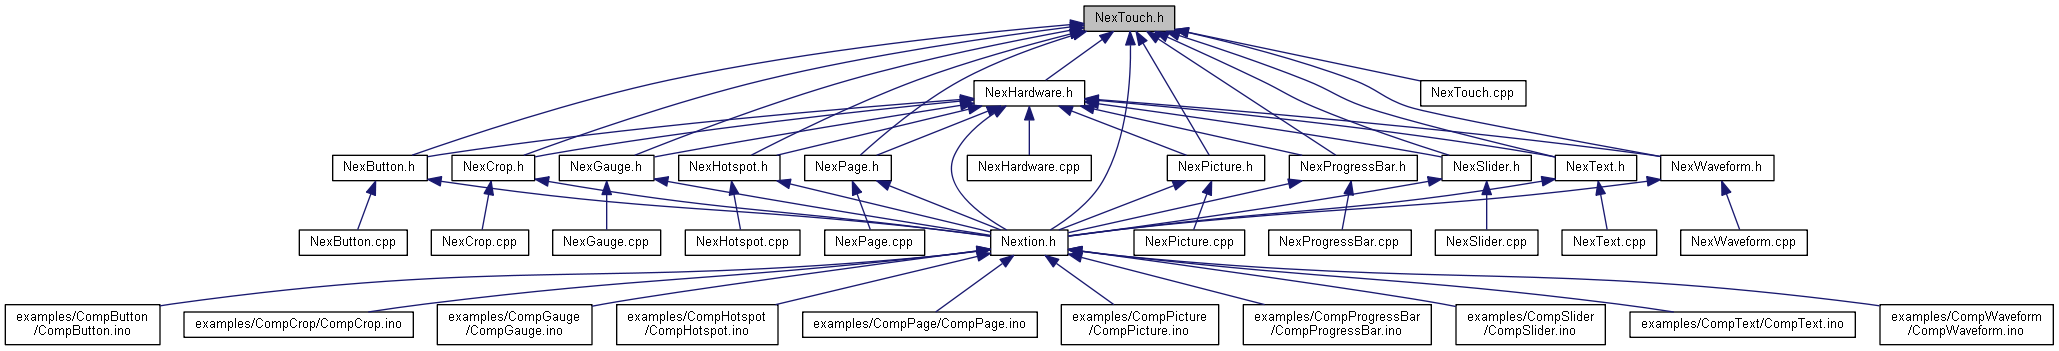 NexTouch.h
NexHardware.h
NexTouch.cpp
NexButton.h
NexCrop.h
NexGauge.h
NexHotspot.h
NexPage.h
NexHardware.cpp
NexPicture.h
NexProgressBar.h
NexSlider.h
NexText.h
NexWaveform.h
NexButton.cpp
NexCrop.cpp
NexGauge.cpp
NexHotspot.cpp
NexPage.cpp
Nextion.h
NexPicture.cpp
NexProgressBar.cpp
NexSlider.cpp
NexText.cpp
NexWaveform.cpp
examples/CompButton
/CompButton.ino
examples/CompCrop/CompCrop.ino
examples/CompGauge
/CompGauge.ino
examples/CompHotspot
/CompHotspot.ino
examples/CompPage/CompPage.ino
examples/CompPicture
/CompPicture.ino
examples/CompProgressBar
/CompProgressBar.ino
examples/CompSlider
/CompSlider.ino
examples/CompText/CompText.ino
examples/CompWaveform
/CompWaveform.ino